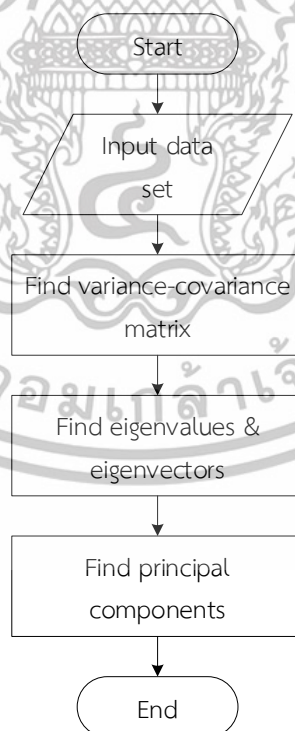 Start
Input data
set
Find variance-covariance
matrix
Find eigenvalues &
eigenvectors
Find principal
components
End